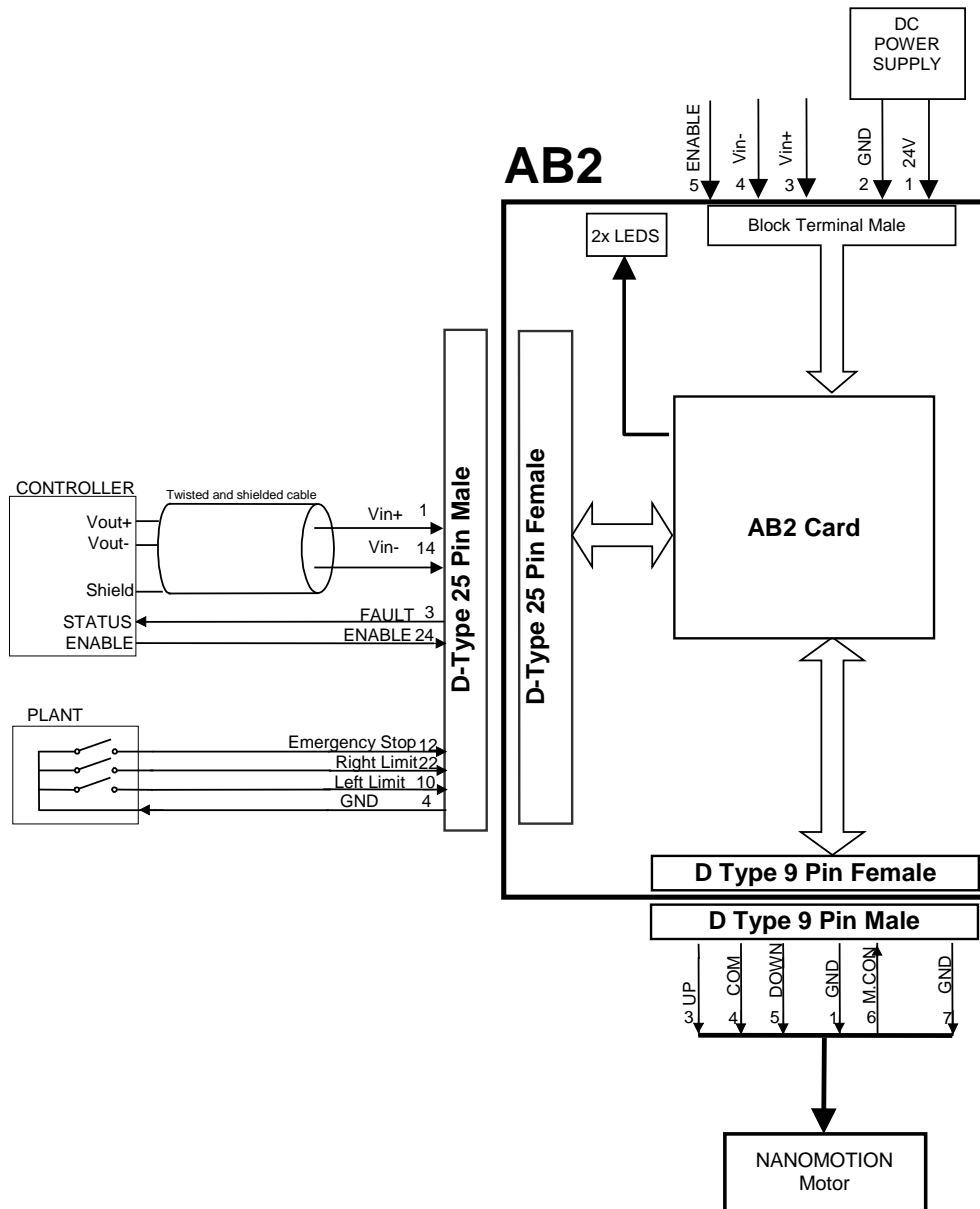 DC
POWER
SUPPLY
ENABLE
Vin-
Vin+
GND
24V
5
4
3
2
1
AB2
Block Terminal Male
2x LEDS
D-Type 25 Pin Male
D-Type 25 Pin Female
AB2 Card
CONTROLLER
Twisted and shielded cable
Vout+
Vin+ 1
Vout-
Vin- 14
Shield
STATUS
FAULT 3
ENABLE
ENABLE 24
PLANT
Emergency Stop 12
Right Limit 22
Left Limit 10
GND 4
D Type 9 Pin Female
D Type 9 Pin Male
UP
COM
DOWN
GND
M.CON
GND
3
4
5
1
6
7
NANOMOTION
Motor